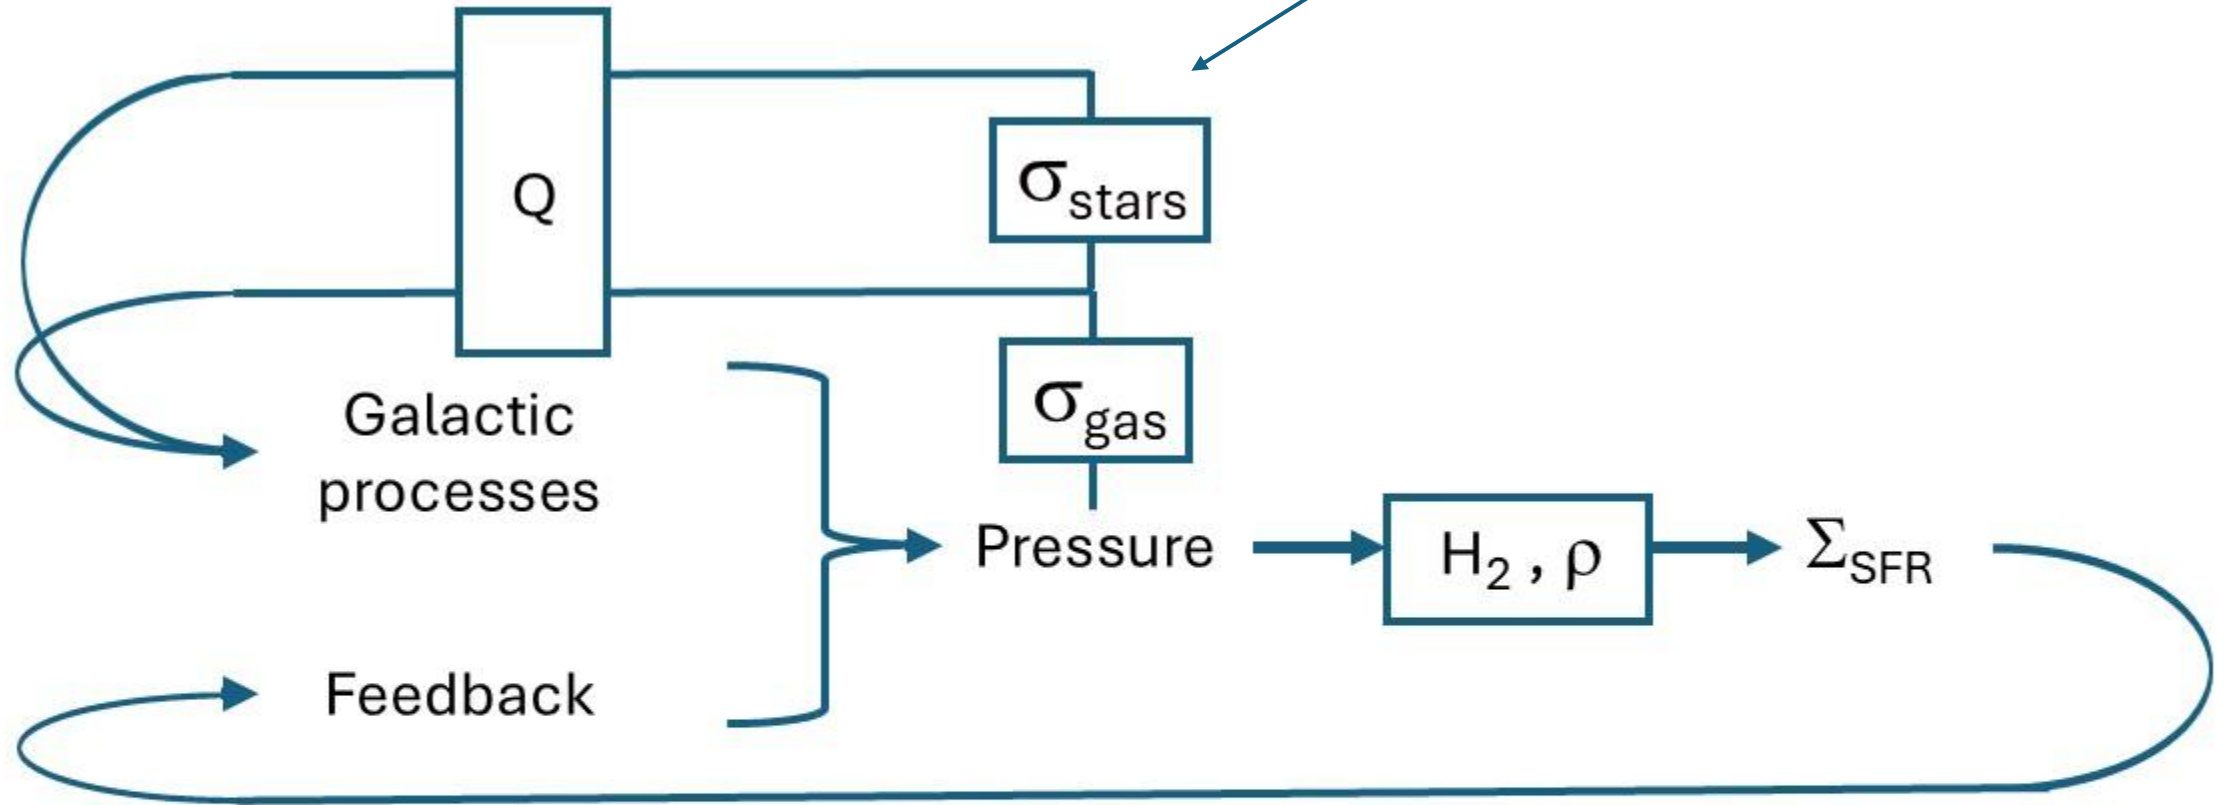 Q
σstars
σgas
Galactic
processes
Pressure
H₂ , ρ
ΣSFR
Feedback